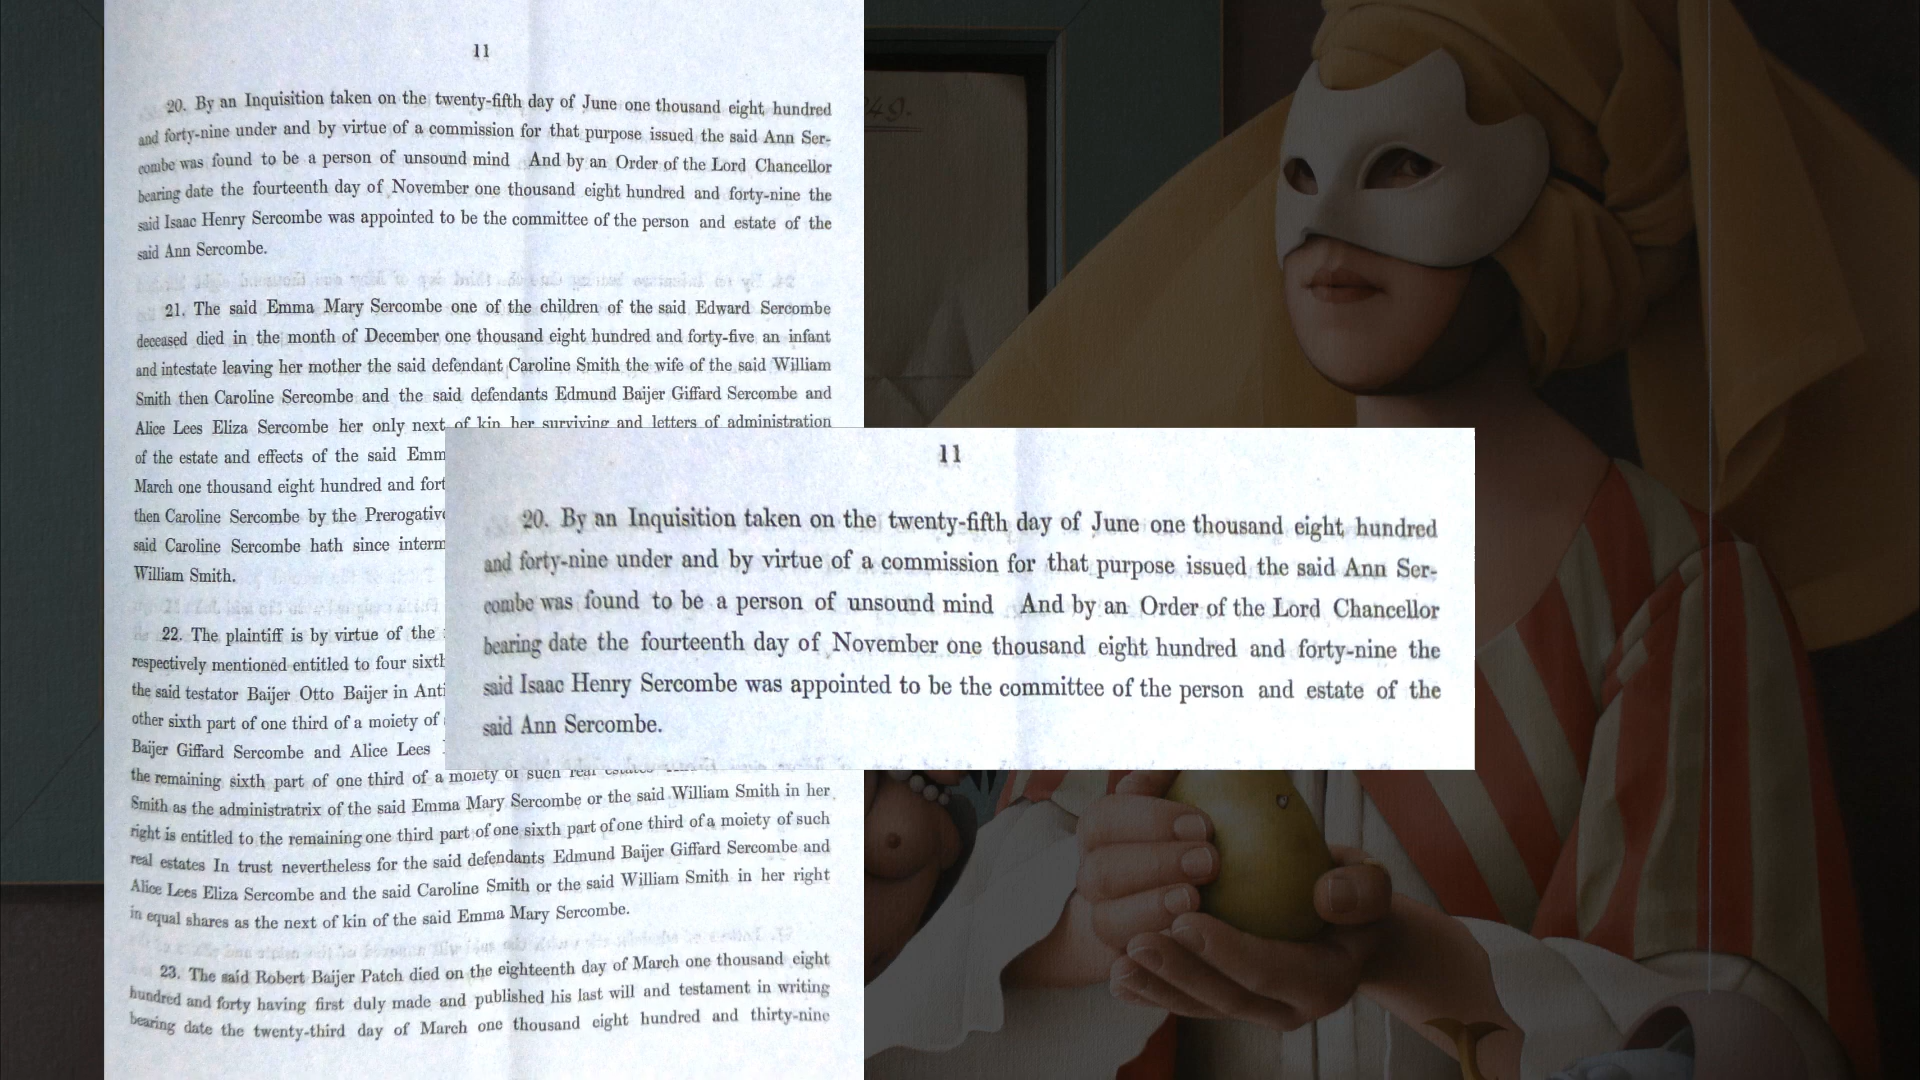 11
20. By an Inquisition taken on the twenty-fifth day of June one thousand eight hundred
and forty-nine under and by virtue of a commission for that purpose issued the said Ann Ser-
combe was found to be a person of unsound mind And by an Order of the Lord Chancellor
bearing date the fourteenth day of November one thousand eight hundred and forty-nine the
said Isaac Henry Sercombe was appointed to be the committee of the person and estate of the
said Ann Sercombe.
21. The said Emma Mary Sercombe one of the children of the said Edward Sercombe
deceased died in the month of December one thousand eight hundred and forty-five an infant
and intestate leaving her mother the said defendant Caroline Smith the wife of the said William
Smith then Caroline Sercombe and the said defendants Edmund Baijer Giffard Sercombe and
Alice Lees Eliza Sercombe her only next of kin her surviving and letters of administration
of the estate and effects of the said Emm
March one thousand eight hundred and fort
then Caroline Sercombe by the Prerogativ
said Caroline Sercombe hath since interm
William Smith.
22. The plaintiff is by virtue of the
respectively mentioned entitled to four sixth
the said testator Baijer Otto Baijer in Anti
other sixth part of one third of a moiety of
Baijer Giffard Sercombe and Alice Lees
the remaining sixth part of one third of a moiety of such real estates
Smith as the administratrix of the said Emma Mary Sercombe or the said William Smith in her
right is entitled to the remaining one third part of one sixth part of one third of a moiety of such
real estates In trust nevertheless for the said defendants Edmund Baijer Giffard Sercombe and
Alice Lees Eliza Sercombe and the said Caroline Smith or the said William Smith in her right
in equal shares as the next of kin of the said Emma Mary Sercombe.
23. The said Robert Baijer Patch died on the eighteenth day of March one thousand eight
hundred and forty having first duly made and published his last will and testament in writing
bearing date the twenty-third day of March one thousand eight hundred and thirty-nine
11
20. By an Inquisition taken on the twenty-fifth day of June one thousand eight hundred
and forty-nine under and by virtue of a commission for that purpose issued the said Ann Ser-
combe was found to be a person of unsound mind And by an Order of the Lord Chancellor
bearing date the fourteenth day of November one thousand eight hundred and forty-nine the
said Isaac Henry Sercombe was appointed to be the committee of the person and estate of the
said Ann Sercombe.
49.